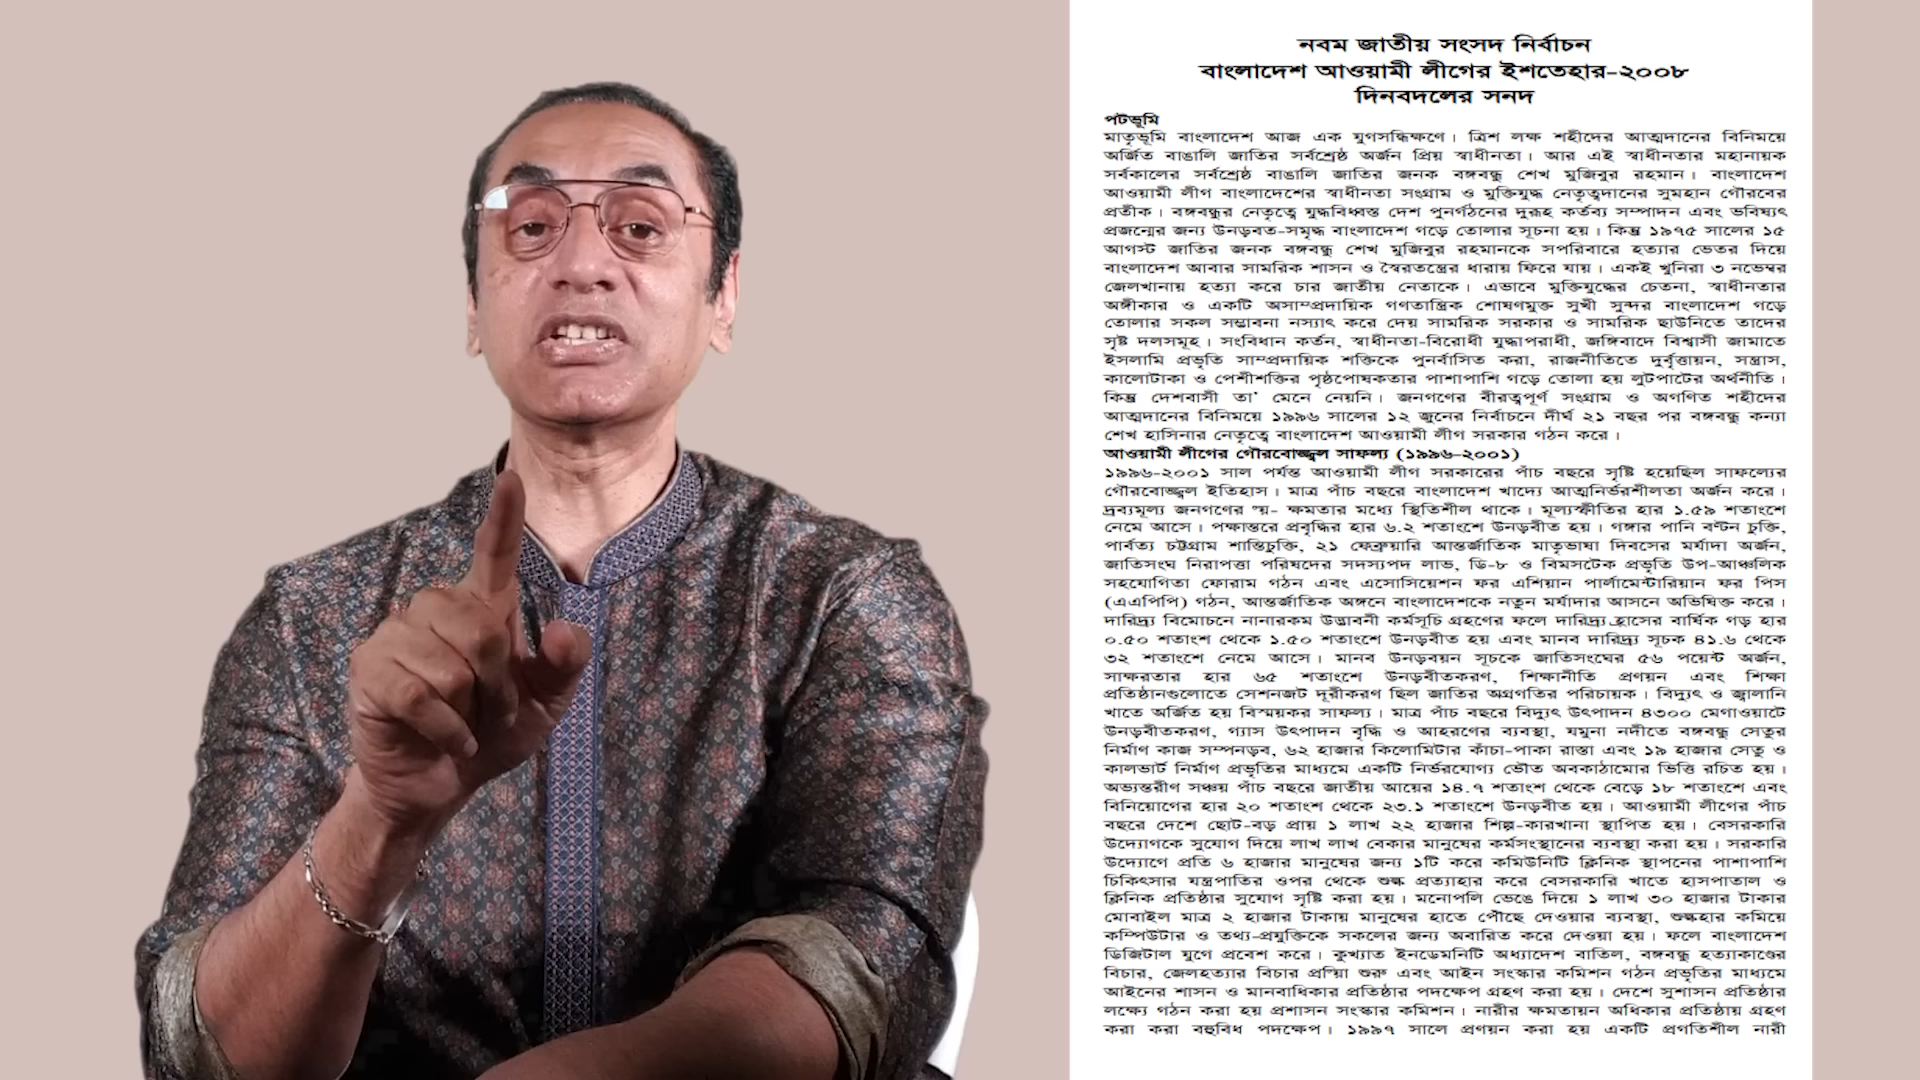 নবম জাতীয় সংসদ নির্বাচন
বাংলাদেশ আওয়ামী লীগের ইশতেহার-২০০৮
দিনবদলের সনদ
পটভূমি
মাতৃভূমি বাংলাদেশ আজ এক যুগসন্ধিক্ষণে। ত্রিশ লক্ষ শহীদের আত্মদানের বিনিময়ে
অর্জিত বাঙালি জাতির সর্বশ্রেষ্ঠ অর্জন প্রিয় স্বাধীনতা। আর এই স্বাধীনতার মহানায়ক
সর্বকালের সর্বশ্রেষ্ঠ বাঙালি জাতির জনক বঙ্গবন্ধু শেখ মুজিবুর রহমান। বাংলাদেশ
আওয়ামী লীগ বাংলাদেশের স্বাধীনতা সংগ্রাম ও মুক্তিযুদ্ধ নেতৃত্বদানের সুমহান গৌরবের
প্রতীক। বঙ্গবন্ধুর নেতৃত্বে যুদ্ধবিধ্বস্ত দেশ পুনর্গঠনের দুরূহ কর্তব্য সম্পাদন এবং ভবিষ্যৎ
প্রজন্মের জন্য উনড়বত-সমৃদ্ধ বাংলাদেশ গড়ে তোলার সূচনা হয়। কিন্তু ১৯৭৫ সালের ১৫
আগস্ট জাতির জনক বঙ্গবন্ধু শেখ মুজিবুর রহমানকে সপরিবারে হত্যার ভেতর দিয়ে
বাংলাদেশ আবার সামরিক শাসন ও স্বৈরতন্ত্রের ধারায় ফিরে যায়। একই খুনিরা ৩ নভেম্বর
জেলখানায় হত্যা করে চার জাতীয় নেতাকে। এভাবে মুক্তিযুদ্ধের চেতনা, স্বাধীনতার
অঙ্গীকার ও একটি অসাম্প্রদায়িক গণতান্ত্রিক শোষণমুক্ত সুখী সুন্দর বাংলাদেশ গড়ে
তোলার সকল সম্ভাবনা নস্যাৎ করে দেয় সামরিক সরকার ও সামরিক ছাউনিতে তাদের
সৃষ্ট দলসমূহ। সংবিধান কর্তন, স্বাধীনতা-বিরোধী যুদ্ধাপরাধী, জঙ্গিবাদে বিশ্বাসী জামাতে
ইসলামি প্রভৃতি সাম্প্রদায়িক শক্তিকে পুনর্বাসিত করা, রাজনীতিতে দুর্বৃত্তায়ন, সন্ত্রাস,
কালোটাকা ও পেশীশক্তির পৃষ্ঠপোষকতার পাশাপাশি গড়ে তোলা হয় লুটপাটের অর্থনীতি।
কিন্তু দেশবাসী তা' মেনে নেয়নি। জনগণের বীরত্বপূর্ণ সংগ্রাম ও অগণিত শহীদের
আত্মদানের বিনিময়ে ১৯৯৬ সালের ১২ জুনের নির্বাচনে দীর্ঘ ২১ বছর পর বঙ্গবন্ধু কন্যা
শেখ হাসিনার নেতৃত্বে বাংলাদেশ আওয়ামী লীগ সরকার গঠন করে।
আওয়ামী লীগের গৌরবোজ্জ্বল সাফল্য (১৯৯৬-২০০১)
১৯৯৬-২০০১ সাল পর্যন্ত আওয়ামী লীগ সরকারের পাঁচ বছরে সৃষ্টি হয়েছিল সাফল্যের
গৌরবোজ্জ্বল ইতিহাস। মাত্র পাঁচ বছরে বাংলাদেশ খাদ্যে আত্মনির্ভরশীলতা অর্জন করে।
দ্রব্যমূল্য জনগণের ক্ষমতার মধ্যে স্থিতিশীল থাকে। মূল্যস্ফীতির হার ১.৫৯ শতাংশে
নেমে আসে। পক্ষান্তরে প্রবৃদ্ধির হার ৬.২ শতাংশে উনড়বীত হয়। গঙ্গার পানি বণ্টন চুক্তি,
পার্বত্য চট্টগ্রাম শান্তিচুক্তি, ২১ ফেব্রুয়ারি আন্তর্জাতিক মাতৃভাষা দিবসের মর্যাদা অর্জন,
জাতিসংঘ নিরাপত্তা পরিষদের সদস্যপদ লাভ, ডি-৮ ও বিমসটেক প্রভৃতি উপ-আঞ্চলিক
সহযোগিতা ফোরাম গঠন এবং এসোসিয়েশন ফর এশিয়ান পার্লামেন্টারিয়ান ফর পিস
(এএপিপি) গঠন, আন্তর্জাতিক অঙ্গনে বাংলাদেশকে নতুন মর্যাদার আসনে অভিষিক্ত করে।
দারিদ্র্য বিমোচনে নানারকম উদ্ভাবনী কর্মসূচি গ্রহণের ফলে দারিদ্র্য হ্রাসের বার্ষিক গড় হার
০.৫০ শতাংশ থেকে ১.৫০ শতাংশে উনড়বীত হয় এবং মানব দারিদ্র্য সূচক ৪১.৬ থেকে
৩২ শতাংশে নেমে আসে। মানব উনড়বয়ন সূচকে জাতিসংঘের ৫৬ পয়েন্ট অর্জন,
সাক্ষরতার হার ৬৫ শতাংশে উনড়বীতকরণ, শিক্ষানীতি প্রণয়ন এবং শিক্ষা
প্রতিষ্ঠানগুলোতে সেশনজট দূরীকরণ ছিল জাতির অগ্রগতির পরিচায়ক। বিদ্যুৎ ও জ্বালানি
খাতে অর্জিত হয় বিস্ময়কর সাফল্য। মাত্র পাঁচ বছরে বিদ্যুৎ উৎপাদন ৪৩০০ মেগাওয়াটে
উনড়বীতকরণ, গ্যাস উৎপাদন বৃদ্ধি ও আহরণের ব্যবস্থা, যমুনা নদীতে বঙ্গবন্ধু সেতুর
নির্মাণ কাজ সম্পনড়ব, ৬২ হাজার কিলোমিটার কাঁচা-পাকা রাস্তা এবং ১৯ হাজার সেতু ও
কালভার্ট নির্মাণ প্রভৃতির মাধ্যমে একটি নির্ভরযোগ্য ভৌত অবকাঠামোর ভিত্তি রচিত হয়।
অভ্যন্তরীণ সঞ্চয় পাঁচ বছরে জাতীয় আয়ের ১৪.৭ শতাংশ থেকে বেড়ে ১৮ শতাংশে এবং
বিনিয়োগের হার ২০ শতাংশ থেকে ২৩.১ শতাংশে উনড়বীত হয়। আওয়ামী লীগের পাঁচ
বছরে দেশে ছোট-বড় প্রায় ১ লাখ ২২ হাজার শিল্প-কারখানা স্থাপিত হয়। বেসরকারি
উদ্যোগকে সুযোগ দিয়ে লাখ লাখ বেকার মানুষের কর্মসংস্থানের ব্যবস্থা করা হয়। সরকারি
উদ্যোগে প্রতি ৬ হাজার মানুষের জন্য ১টি করে কমিউনিটি ক্লিনিক স্থাপনের পাশাপাশি
চিকিৎসার যন্ত্রপাতির ওপর থেকে শুল্ক প্রত্যাহার করে বেসরকারি খাতে হাসপাতাল ও
ক্লিনিক প্রতিষ্ঠার সুযোগ সৃষ্টি করা হয়। মনোপলি ভেঙে দিয়ে ১ লাখ ৩০ হাজার টাকার
মোবাইল মাত্র ২ হাজার টাকায় মানুষের হাতে পৌঁছে দেওয়ার ব্যবস্থা, শুল্কহার কমিয়ে
কম্পিউটার ও তথ্য-প্রযুক্তিকে সকলের জন্য অবারিত করে দেওয়া হয়। ফলে বাংলাদেশ
ডিজিটাল যুগে প্রবেশ করে। কুখ্যাত ইনডেমনিটি অধ্যাদেশ বাতিল, বঙ্গবন্ধু হত্যাকাণ্ডের
বিচার, জেলহত্যার বিচার শুরু এবং আইন সংস্কার কমিশন গঠন প্রভৃতির মাধ্যমে
আইনের শাসন ও মানবাধিকার প্রতিষ্ঠার পদক্ষেপ গ্রহণ করা হয়। দেশে সুশাসন প্রতিষ্ঠার
লক্ষ্যে গঠন করা হয় প্রশাসন সংস্কার কমিশন। নারীর ক্ষমতায়ন অধিকার প্রতিষ্ঠায় গ্রহণ
করা করা বহুবিধ পদক্ষেপ। ১৯৯৭ সালে প্রণয়ন করা হয় একটি প্রগতিশীল নারী